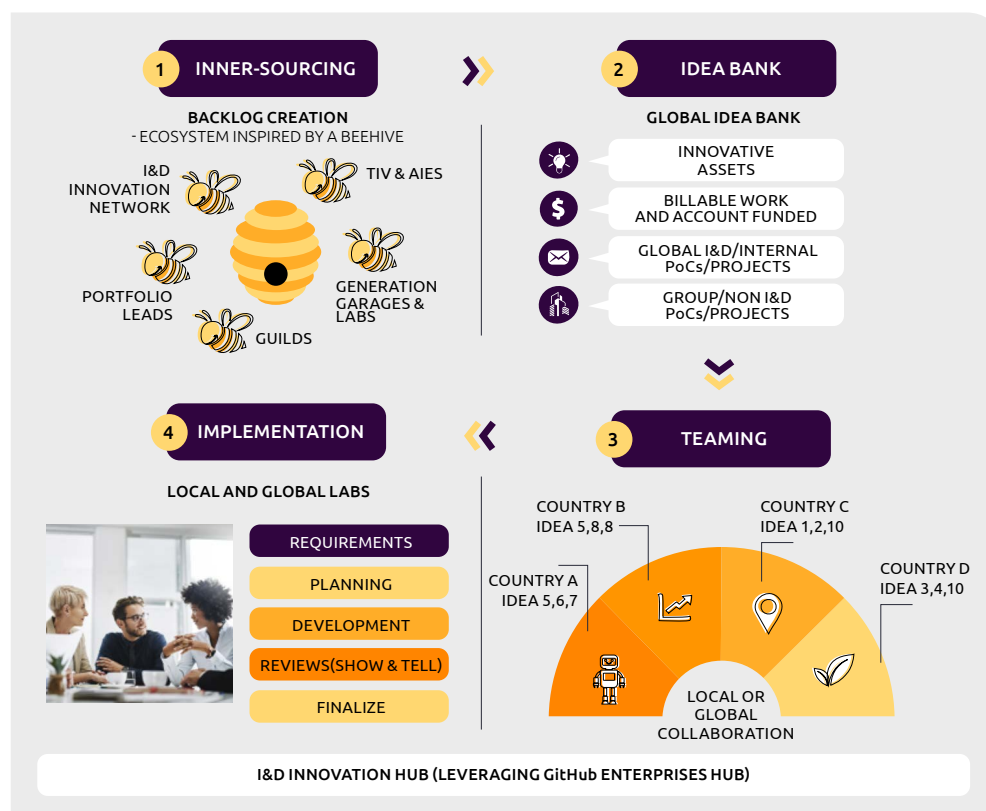 1
INNER-SOURCING
BACKLOG CREATION
- ECOSYSTEM INSPIRED BY A BEEHIVE
I&D
INNOVATION
NETWORK
TIV & AIES
PORTFOLIO
LEADS
GENERATION
GARAGES &
LABS
GUILDS
2
IDEA BANK
GLOBAL IDEA BANK
INNOVATIVE
ASSETS
$
BILLABLE WORK
AND ACCOUNT FUNDED
GLOBAL I&D/INTERNAL
PoCs/PROJECTS
GROUP/NON I&D
PoCs/PROJECTS
3
TEAMING
COUNTRY A
IDEA 5,6,7
COUNTRY B
IDEA 5,8,8
COUNTRY C
IDEA 1,2,10
COUNTRY D
IDEA 3,4,10
LOCAL OR
GLOBAL
COLLABORATION
4
IMPLEMENTATION
LOCAL AND GLOBAL LABS
REQUIREMENTS
PLANNING
DEVELOPMENT
REVIEWS(SHOW & TELL)
FINALIZE
I&D INNOVATION HUB (LEVERAGING GitHub ENTERPRISES HUB)